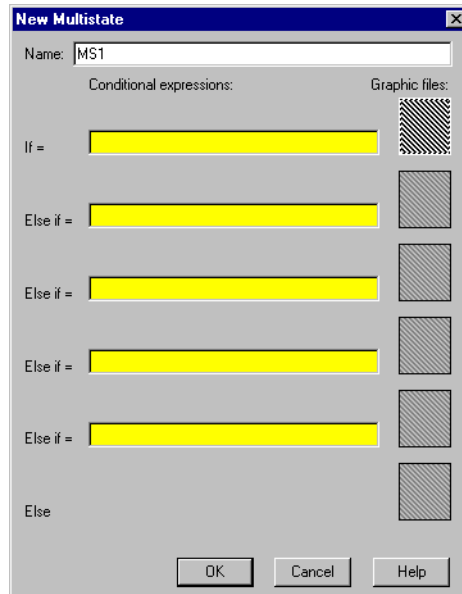 New Multistate
Name: MS1
Conditional expressions: Graphic files:
If =
Else if =
Else if =
Else if =
Else if =
Else
OK Cancel Help